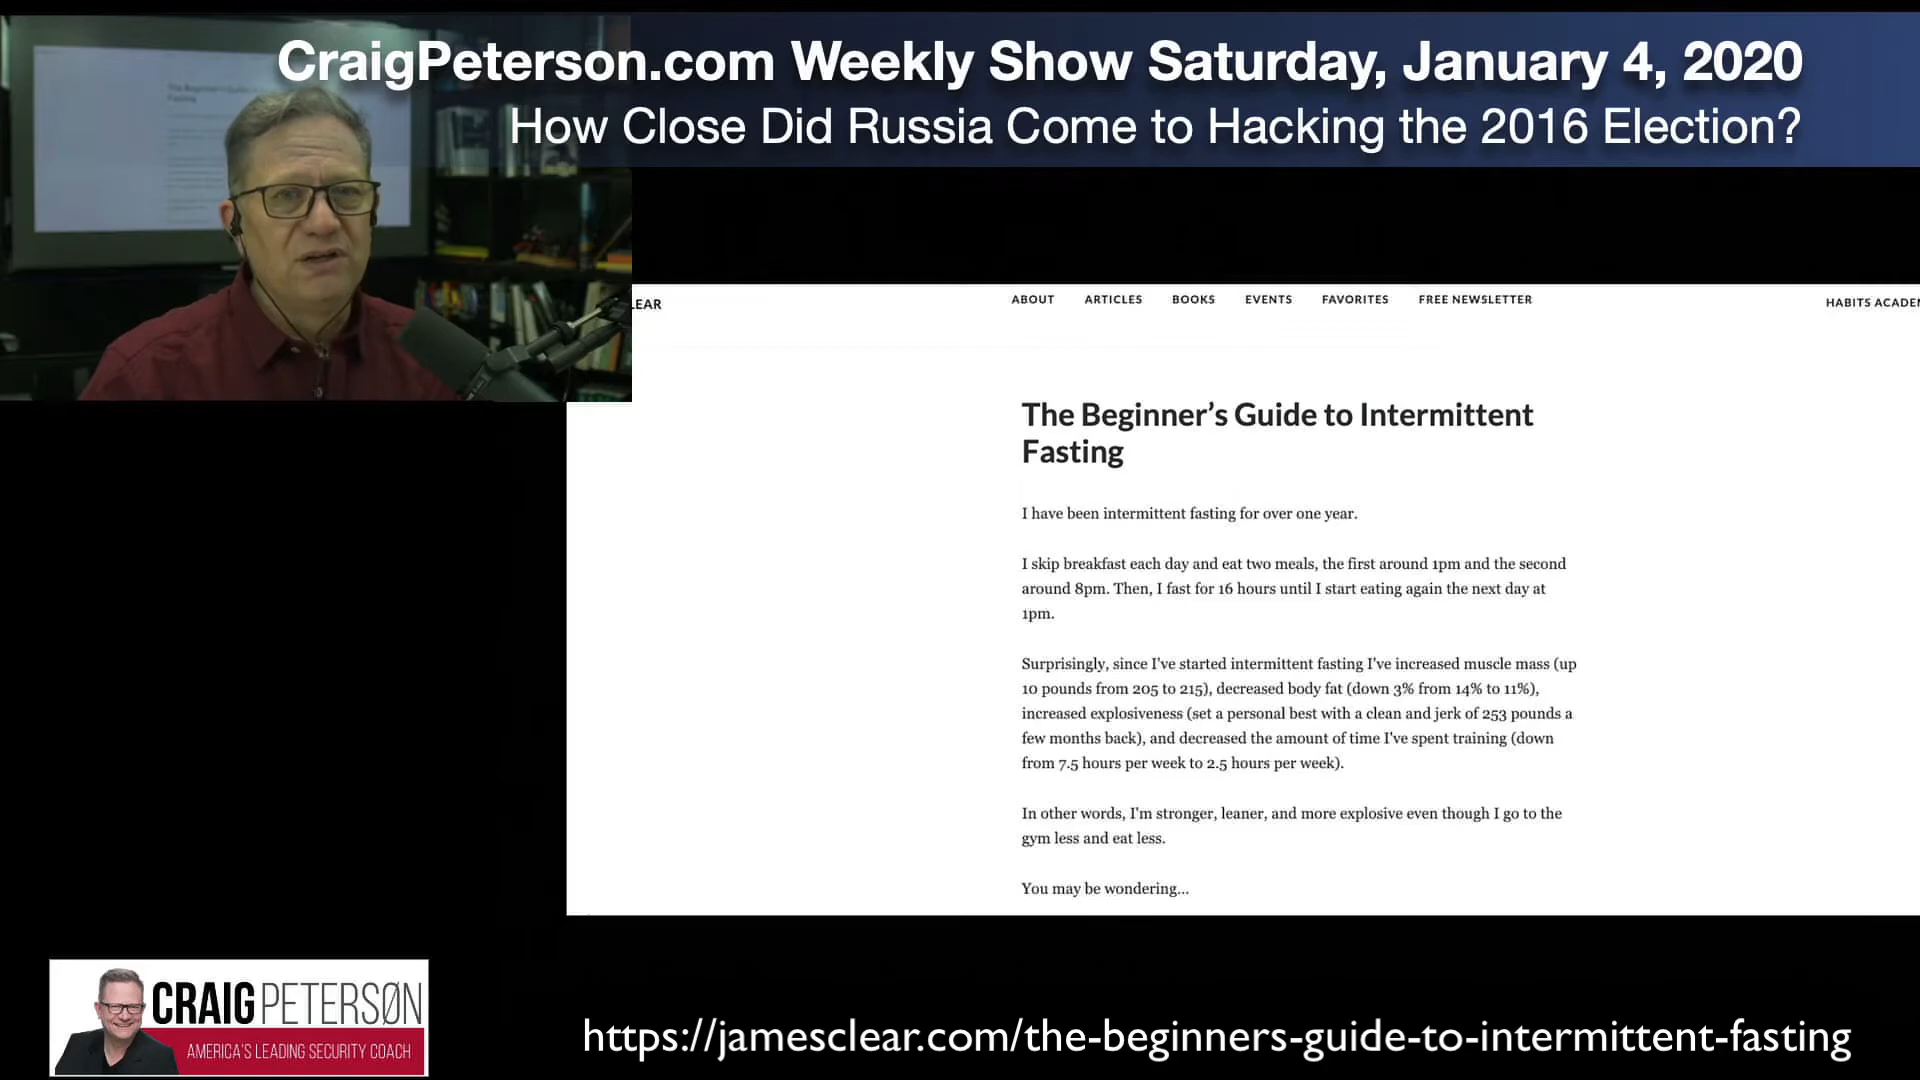 CraigPeterson.com Weekly Show Saturday, January 4, 2020
How Close Did Russia Come to Hacking the 2016 Election?
LEAR
ABOUT ARTICLES BOOKS EVENTS FAVORITES FREE NEWSLETTER
HABITS ACADEM
The Beginner’s Guide to Intermittent
Fasting
I have been intermittent fasting for over one year.
I skip breakfast each day and eat two meals, the first around 1pm and the second
around 8pm. Then, I fast for 16 hours until I start eating again the next day at
1pm.
Surprisingly, since I've started intermittent fasting I've increased muscle mass (up
10 pounds from 205 to 215), decreased body fat (down 3% from 14% to 11%),
increased explosiveness (set a personal best with a clean and jerk of 253 pounds a
few months back), and decreased the amount of time I've spent training (down
from 7.5 hours per week to 2.5 hours per week).
In other words, I'm stronger, leaner, and more explosive even though I go to the
gym less and eat less.
You may be wondering...
CRAIG PETERSØN
AMERICA'S LEADING SECURITY COACH
https://jamesclear.com/the-beginners-guide-to-intermittent-fasting